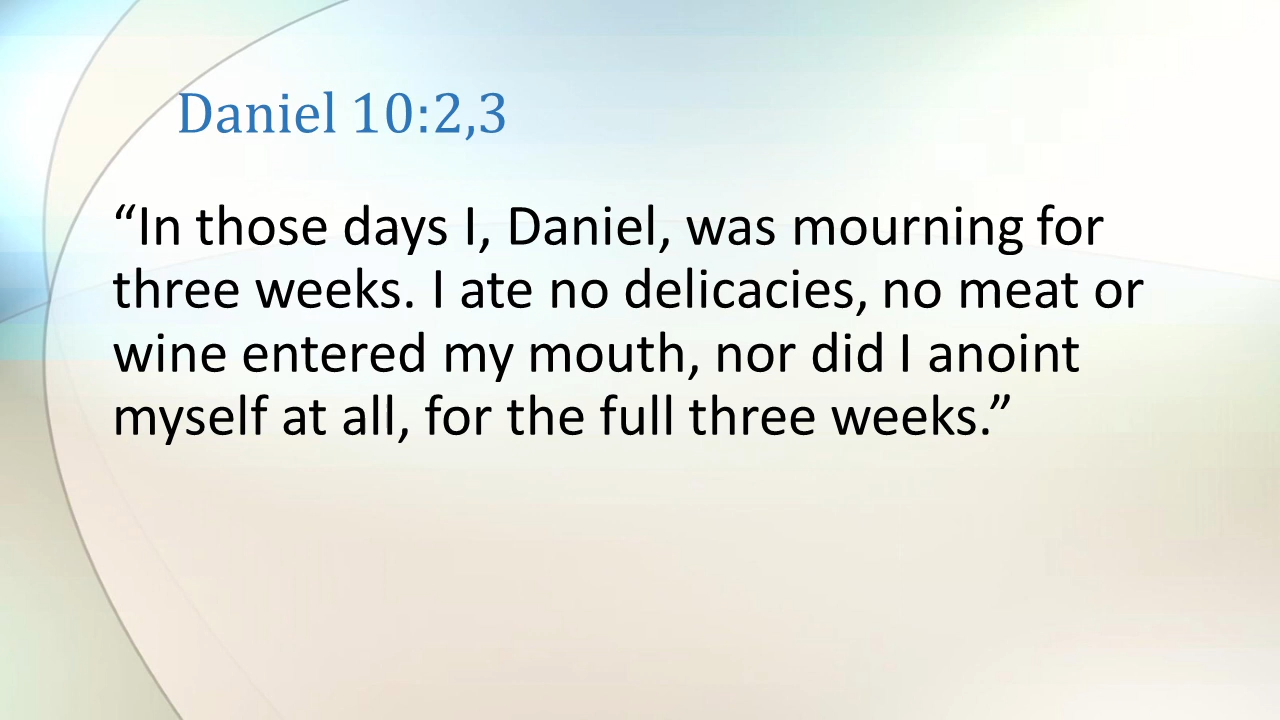 Daniel 10:2,3
“In those days I, Daniel, was mourning for
three weeks. I ate no delicacies, no meat or
wine entered my mouth, nor did I anoint
myself at all, for the full three weeks.”